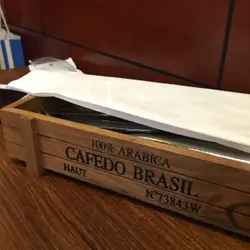 100% ARABICA
CAFEDO BRASIL
HAUT N°73843W